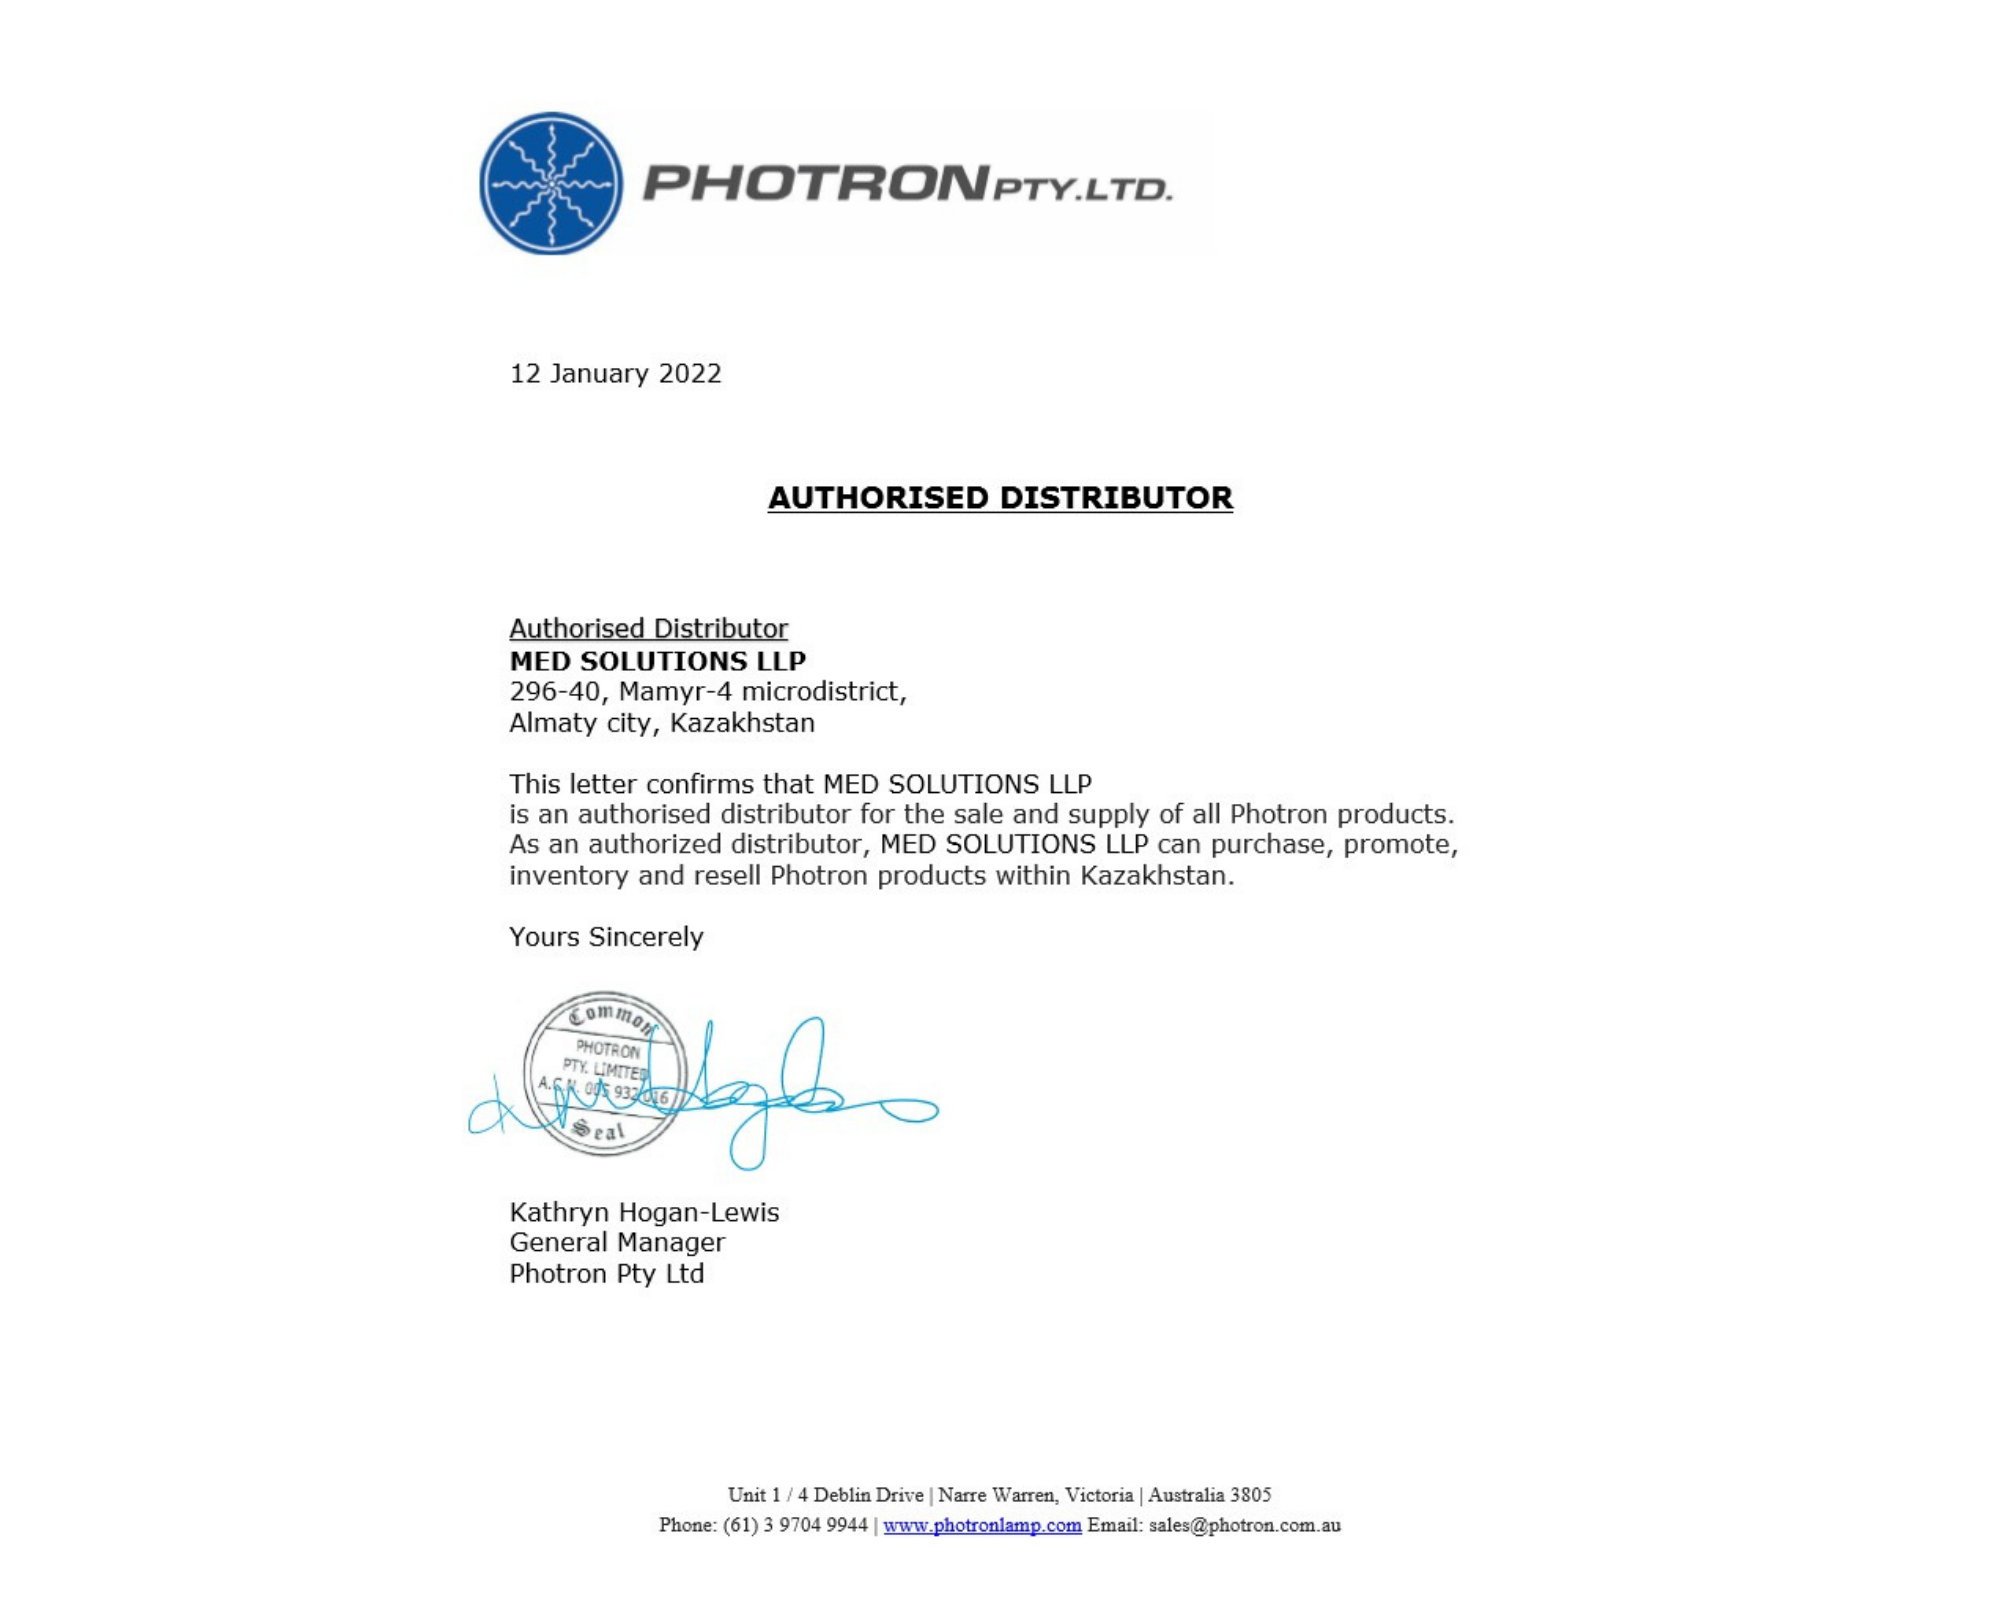 PHOTRON PTY.LTD.
12 January 2022
AUTHORISED DISTRIBUTOR
Authorised Distributor
MED SOLUTIONS LLP
296-40, Mamyr-4 microdistrict,
Almaty city, Kazakhstan
This letter confirms that MED SOLUTIONS LLP
is an authorised distributor for the sale and supply of all Photron products.
As an authorized distributor, MED SOLUTIONS LLP can purchase, promote,
inventory and resell Photron products within Kazakhstan.
Yours Sincerely
Common
PHOTRON
PTY. LIMITED
A.C.N. 005 932 016
Seal
Kathryn Hogan-Lewis
General Manager
Photron Pty Ltd
Unit 1 / 4 Deblin Drive | Narre Warren, Victoria | Australia 3805
Phone: (61) 3 9704 9944 | www.photronlamp.com Email: sales@photron.com.au